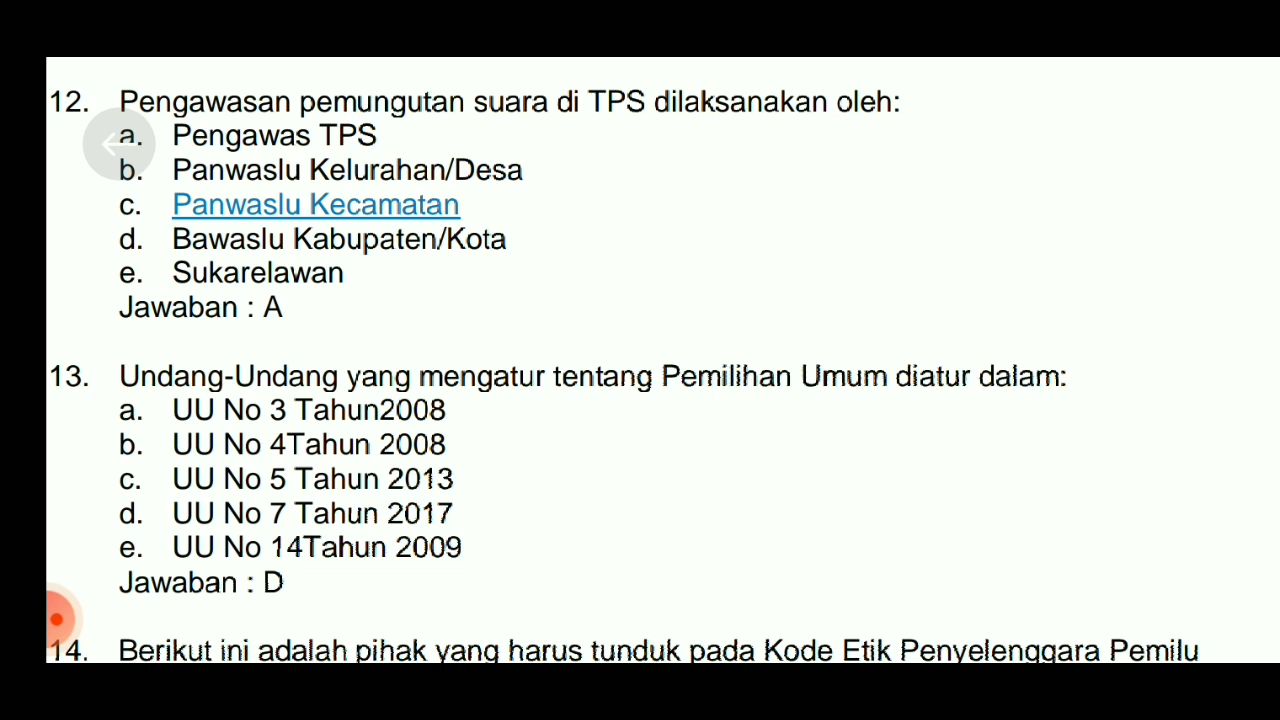 12. Pengawasan pemungutan suara di TPS dilaksanakan oleh:
a. Pengawas TPS
b. Panwaslu Kelurahan/Desa
c. Panwaslu Kecamatan
d. Bawaslu Kabupaten/Kota
e. Sukarelawan
Jawaban : A
13. Undang-Undang yang mengatur tentang Pemilihan Umum diatur dalam:
a. UU No 3 Tahun2008
b. UU No 4Tahun 2008
c. UU No 5 Tahun 2013
d. UU No 7 Tahun 2017
e. UU No 14Tahun 2009
Jawaban : D
14. Berikut ini adalah pihak yang harus tunduk pada Kode Etik Penyelenggara Pemilu